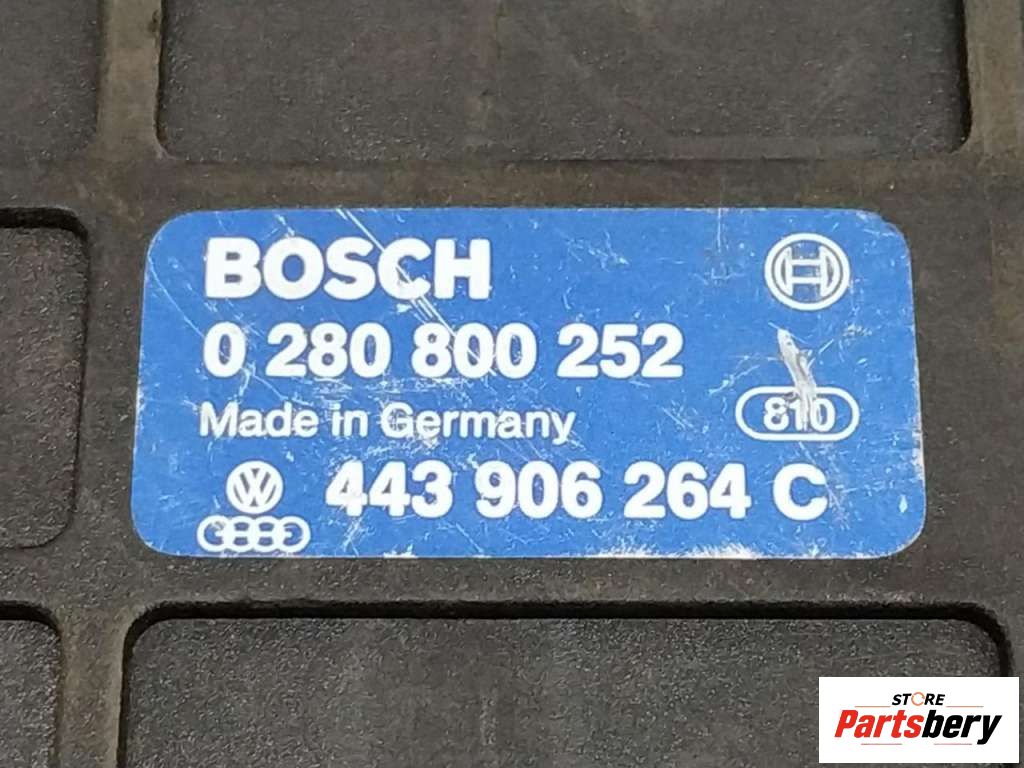 BOSCH
0 280 800 252
Made in Germany
810
443 906 264 C
STORE
Partsbery